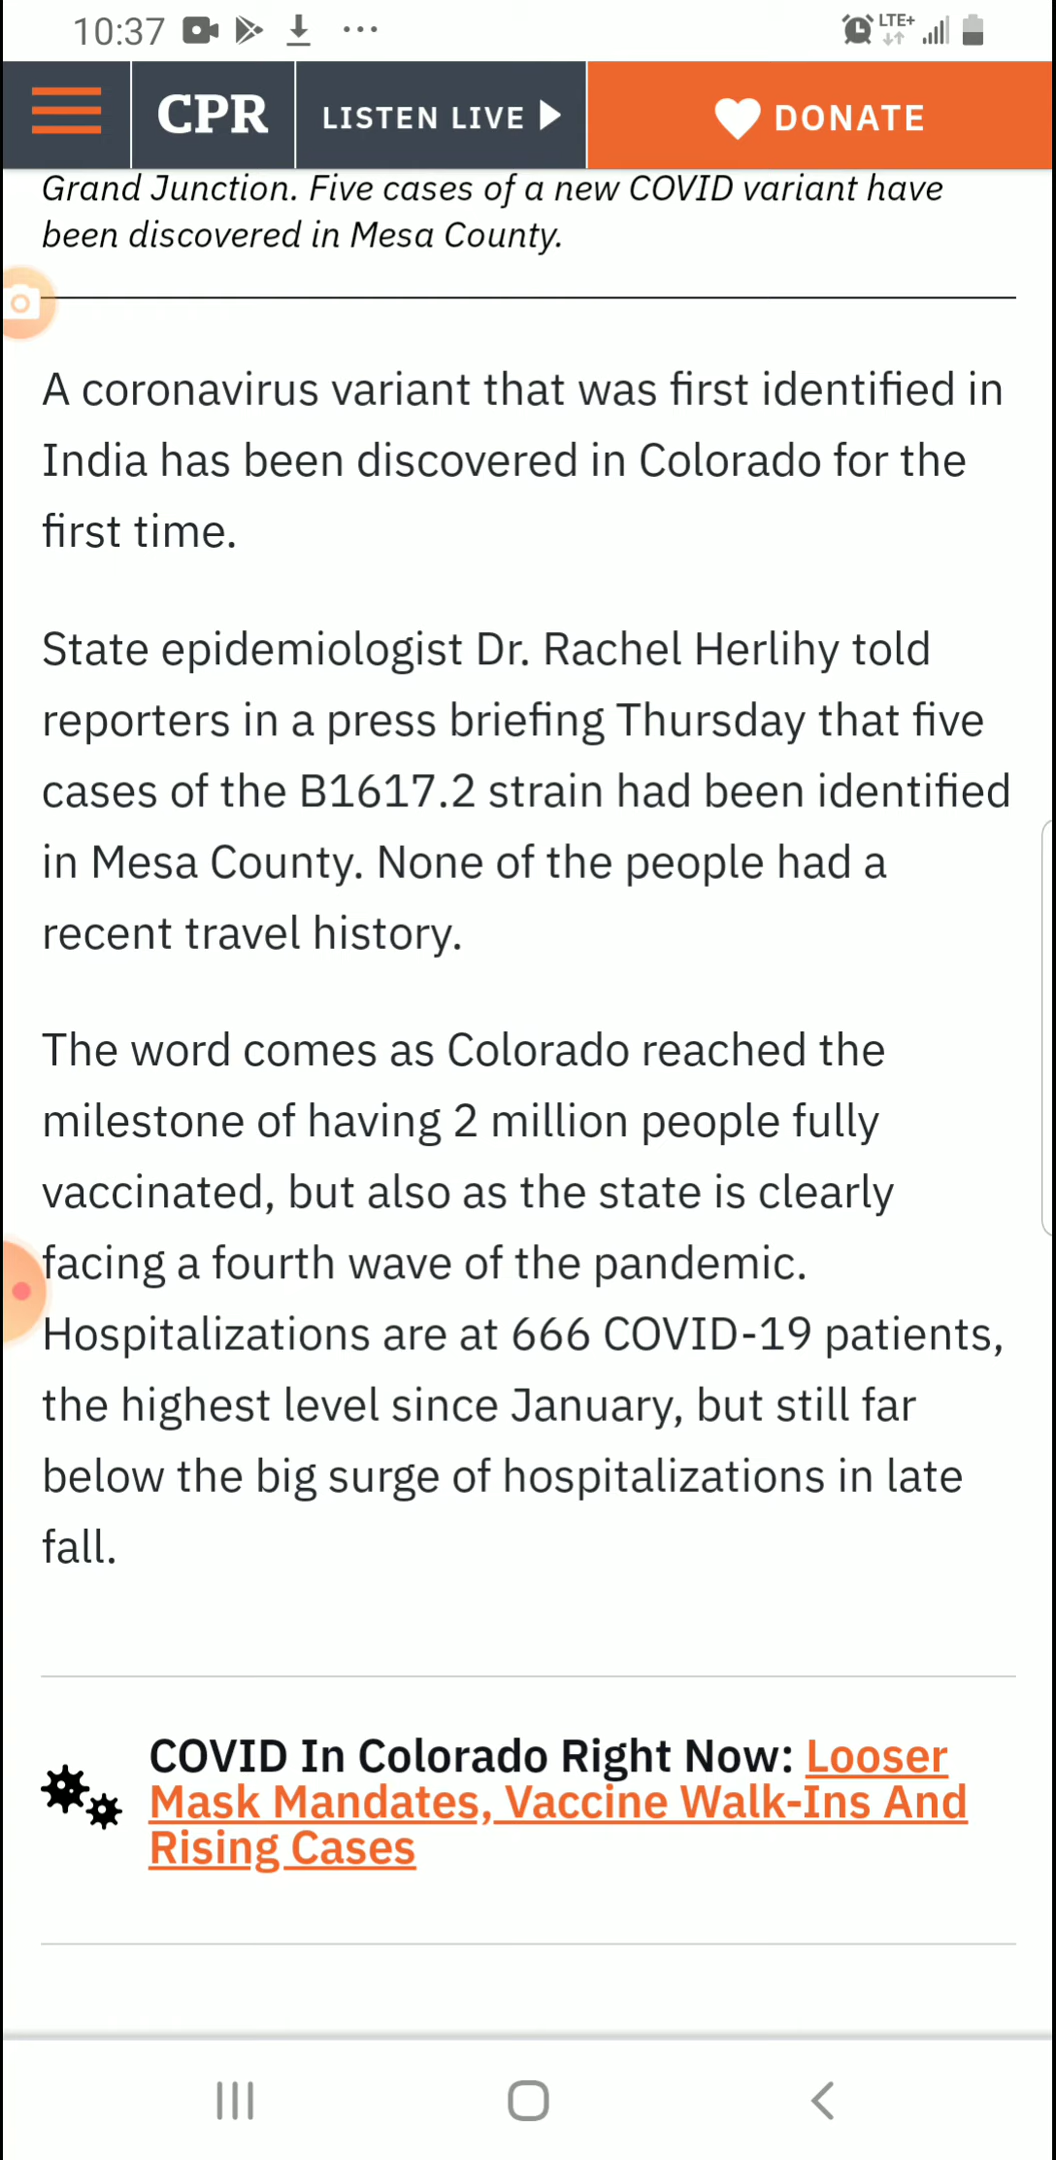 10:37
LTE+
CPR
LISTEN LIVE
DONATE
Grand Junction. Five cases of a new COVID variant have
been discovered in Mesa County.
A coronavirus variant that was first identified in
India has been discovered in Colorado for the
first time.
State epidemiologist Dr. Rachel Herlihy told
reporters in a press briefing Thursday that five
cases of the B1617.2 strain had been identified
in Mesa County. None of the people had a
recent travel history.
The word comes as Colorado reached the
milestone of having 2 million people fully
vaccinated, but also as the state is clearly
facing a fourth wave of the pandemic.
Hospitalizations are at 666 COVID-19 patients,
the highest level since January, but still far
below the big surge of hospitalizations in late
fall.
COVID In Colorado Right Now: Looser
Mask Mandates, Vaccine Walk-Ins And
Rising Cases